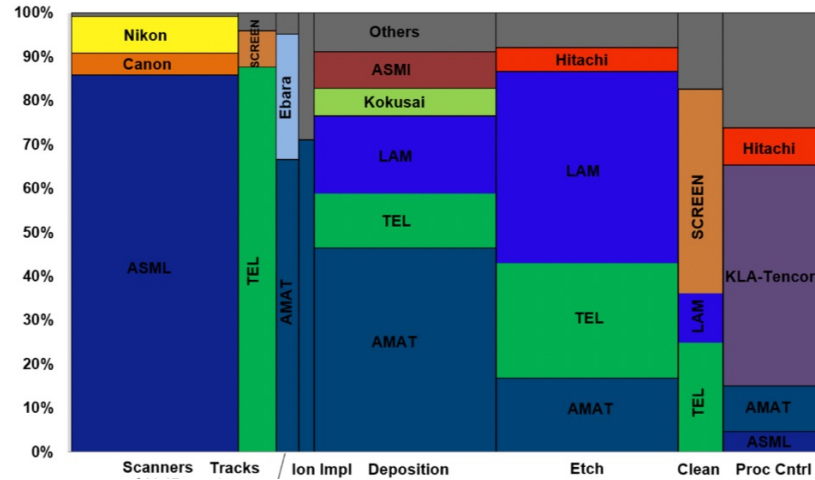 100%
90%
80%
70%
60%
50%
40%
30%
20%
10%
0%
Nikon
Canon
ASML
SCREEN
TEL
Ebara
AMAT
Others
ASMI
Kokusai
LAM
TEL
AMAT
Hitachi
LAM
TEL
AMAT
SCREEN
LAM
TEL
Hitachi
KLA-Tencor
AMAT
ASML
Scanners Tracks Ion Impl Deposition Etch Clean Proc Cntrl